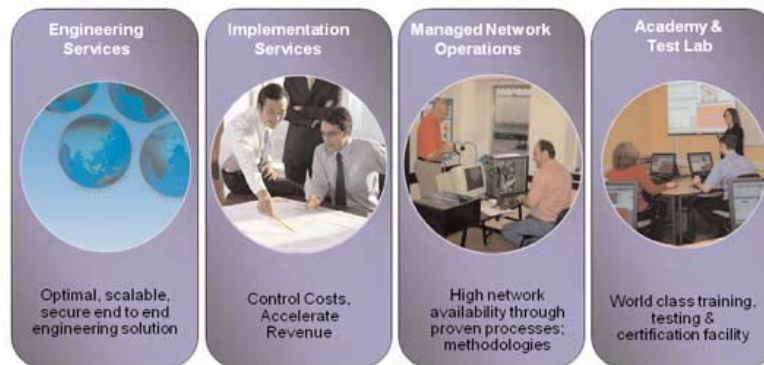 Engineering
Services
Optimal, scalable,
secure end to end
engineering solution
Implementation
Services
Control Costs,
Accelerate
Revenue
Managed Network
Operations
High network
availability through
proven processes;
methodologies
Academy &
Test Lab
World class training,
testing &
certification facility